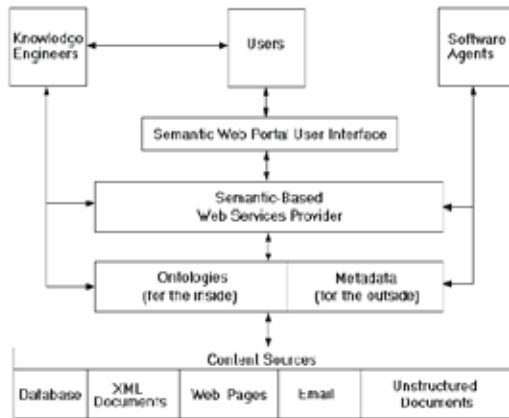 Knowledge
Engineers
Users
Software
Agents
Semantic Web Portal User Interface
Semantic-Based
Web Services Provider
Ontologies
(for the inside)
Metadata
(for the outside)
Content Sources
Database
XML
Documents
Web Pages
Email
Unstructured
Documents